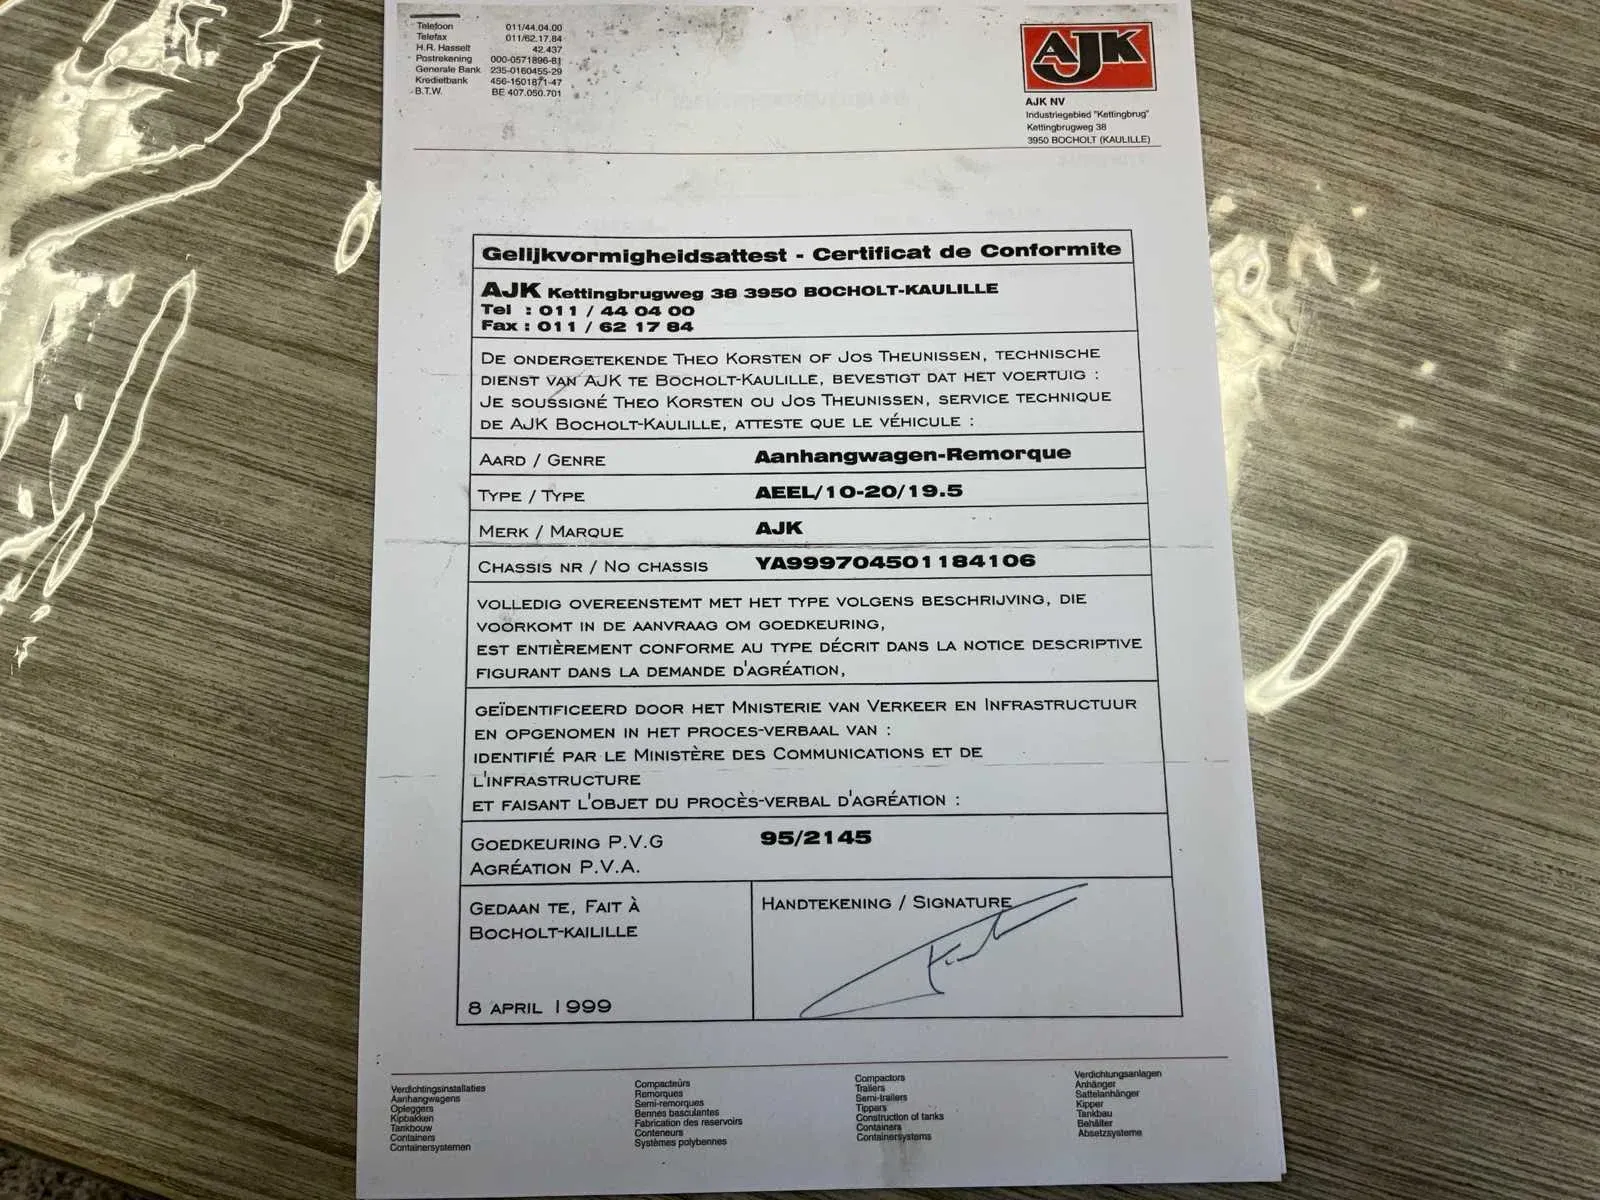 Telefoon 011/44.04.00
Telefax 011/62.17.84
H.R. Hasselt 42.437
Postrekening 000-0571896-81
Generale Bank 235-0160455-29
Kredietbank 456-1501871-47
B.T.W. BE 407.050.701
AJK
AJK NV
Industriegebied "Kettingbrug"
Kettingbrugweg 38
3950 BOCHOLT (KAULILLE)
Gelijkvormigheidsattest - Certificat de Conformite
AJK Kettingbrugweg 38 3950 BOCHOLT-KAULILLE
Tel : 011 / 44 04 00
Fax : 011 / 62 17 84
DE ONDERGETEKENDE THEO KORSTEN OF JOS THEUNISSEN, TECHNISCHE
DIENST VAN AJK TE BOCHOLT-KAULILLE, BEVESTIGT DAT HET VOERTUIG :
JE SOUSSIGNÉ THEO KORSTEN OU JOS THEUNISSEN, SERVICE TECHNIQUE
DE AJK BOCHOLT-KAULILLE, ATTESTE QUE LE VÉHICULE :
AARD / GENRE Aanhangwagen-Remorque
TYPE / TYPE AEEL/10-20/19.5
MERK / MARQUE AJK
CHASSIS NR / NO CHASSIS YA999704501184106
VOLLEDIG OVEREENSTEMT MET HET TYPE VOLGENS BESCHRIJVING, DIE
VOORKOMT IN DE AANVRAAG OM GOEDKEURING,
EST ENTIÈREMENT CONFORME AU TYPE DÉCRIT DANS LA NOTICE DESCRIPTIVE
FIGURANT DANS LA DEMANDE D'AGRÉATION,
GEÏDENTIFICEERD DOOR HET MNISTERIE VAN VERKEER EN INFRASTRUCTUUR
EN OPGENOMEN IN HET PROCES-VERBAAL VAN :
IDENTIFIÉ PAR LE MINISTÈRE DES COMMUNICATIONS ET DE
L'INFRASTRUCTURE
ET FAISANT L'OBJET DU PROCÈS-VERBAL D'AGRÉATION :
GOEDKEURING P.V.G 95/2145
AGRÉATION P.V.A.
GEDAAN TE, FAIT À
BOCHOLT-KAILILLE
8 APRIL 1999
HANDTEKENING / SIGNATURE
Verdichtingsinstallaties
Aanhangwagens
Opleggers
Kipbakken
Tankbouw
Containers
Containersystemen
Compacteürs
Remorques
Semi-remorques
Bennes basculantes
Fabrication des reservoirs
Conteneurs
Systèmes polybennes
Compactors
Trailers
Semi-trailers
Tippers
Construction of tanks
Containers
Containersystems
Verdichtungsanlagen
Anhänger
Sattelanhänger
Kipper
Tankbau
Behälter
Absetzsysteme